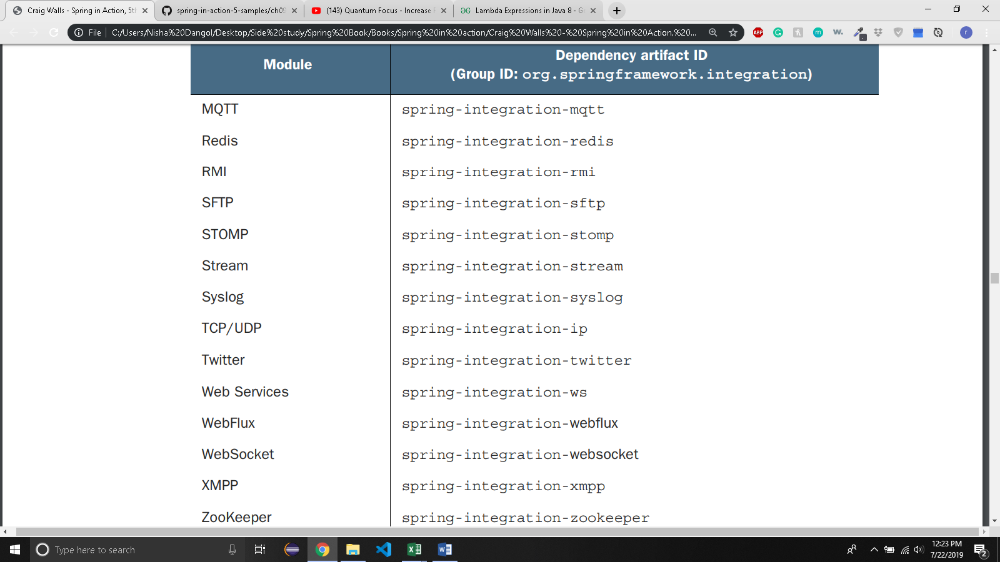 Craig Walls - Spring in Action, 5th
spring-in-action-5-samples/ch09
(143) Quantum Focus - Increase F
Lambda Expressions in Java 8 - Ge
File
C:/Users/Nisha%20Dangol/Desktop/Side%20study/Spring%20Book/Books/Spring%20in%20action/Craig%20Walls%20-%20Spring%20in%20Action,%20...
ABP
G
h
m
w.
r
Module
Dependency artifact ID
(Group ID: org.springframework.integration)
MQTT spring-integration-mqtt
Redis spring-integration-redis
RMI spring-integration-rmi
SFTP spring-integration-sftp
STOMP spring-integration-stomp
Stream spring-integration-stream
Syslog spring-integration-syslog
TCP/UDP spring-integration-ip
Twitter spring-integration-twitter
Web Services spring-integration-ws
WebFlux spring-integration-webflux
WebSocket spring-integration-websocket
XMPP spring-integration-xmpp
ZooKeeper spring-integration-zookeeper
Type here to search
12:23 PM
7/22/2019
2